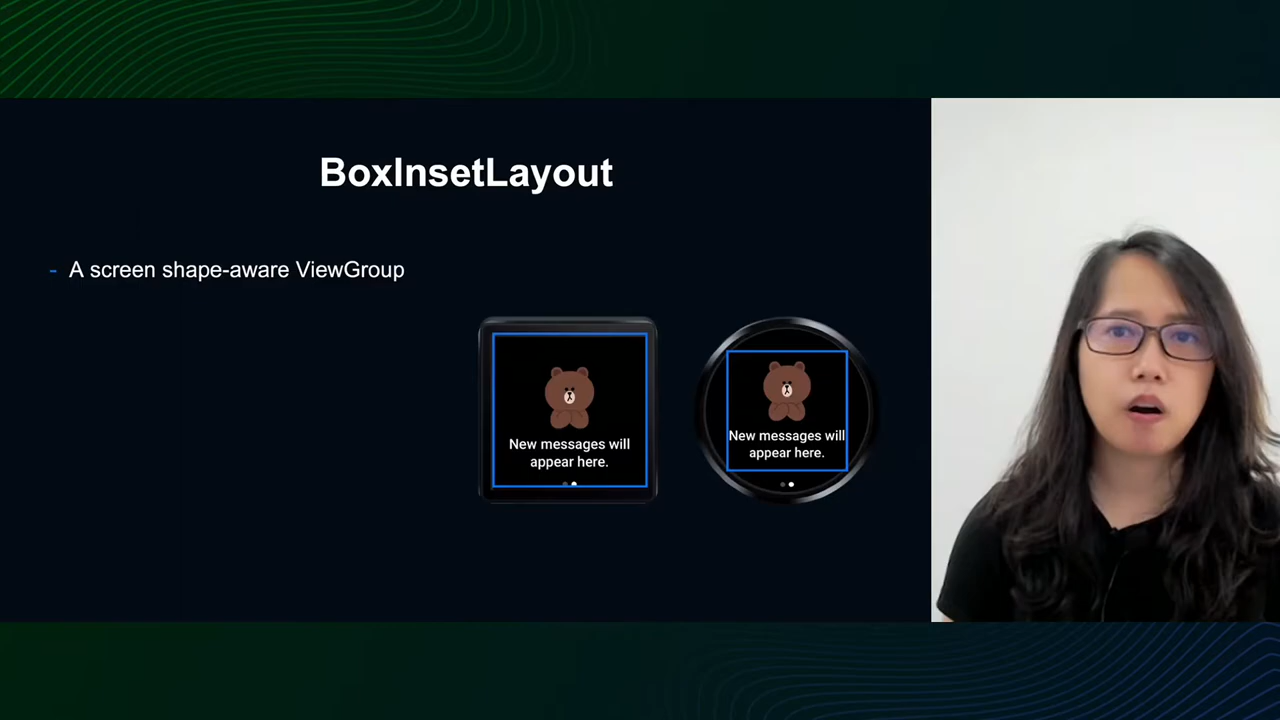 BoxInsetLayout
- A screen shape-aware ViewGroup
New messages will
appear here.
New messages will
appear here.